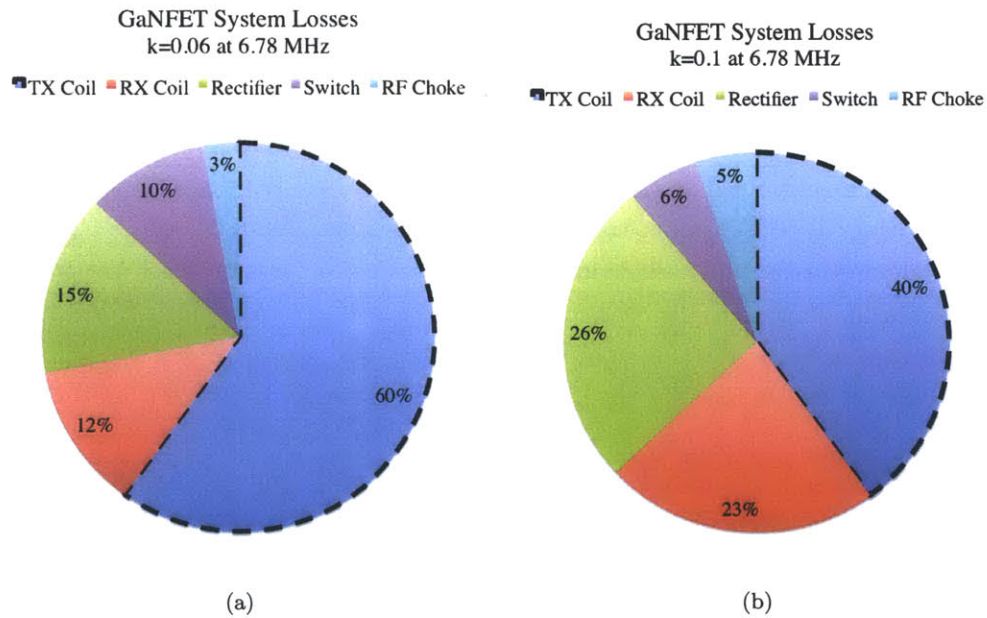 GaNFET System Losses
k=0.06 at 6.78 MHz
TX Coil RX Coil Rectifier Switch RF Choke
3%
10%
15%
60%
12%
(a)
GaNFET System Losses
k=0.1 at 6.78 MHz
TX Coil RX Coil Rectifier Switch RF Choke
5%
6%
40%
26%
23%
(b)